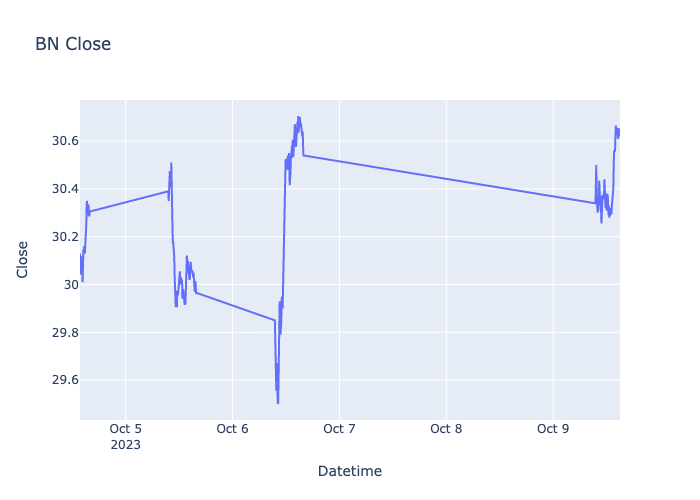 BN Close
30.6
30.4
30.2
30
29.8
29.6
Close
Oct 5
2023
Oct 6
Oct 7
Oct 8
Oct 9
Datetime